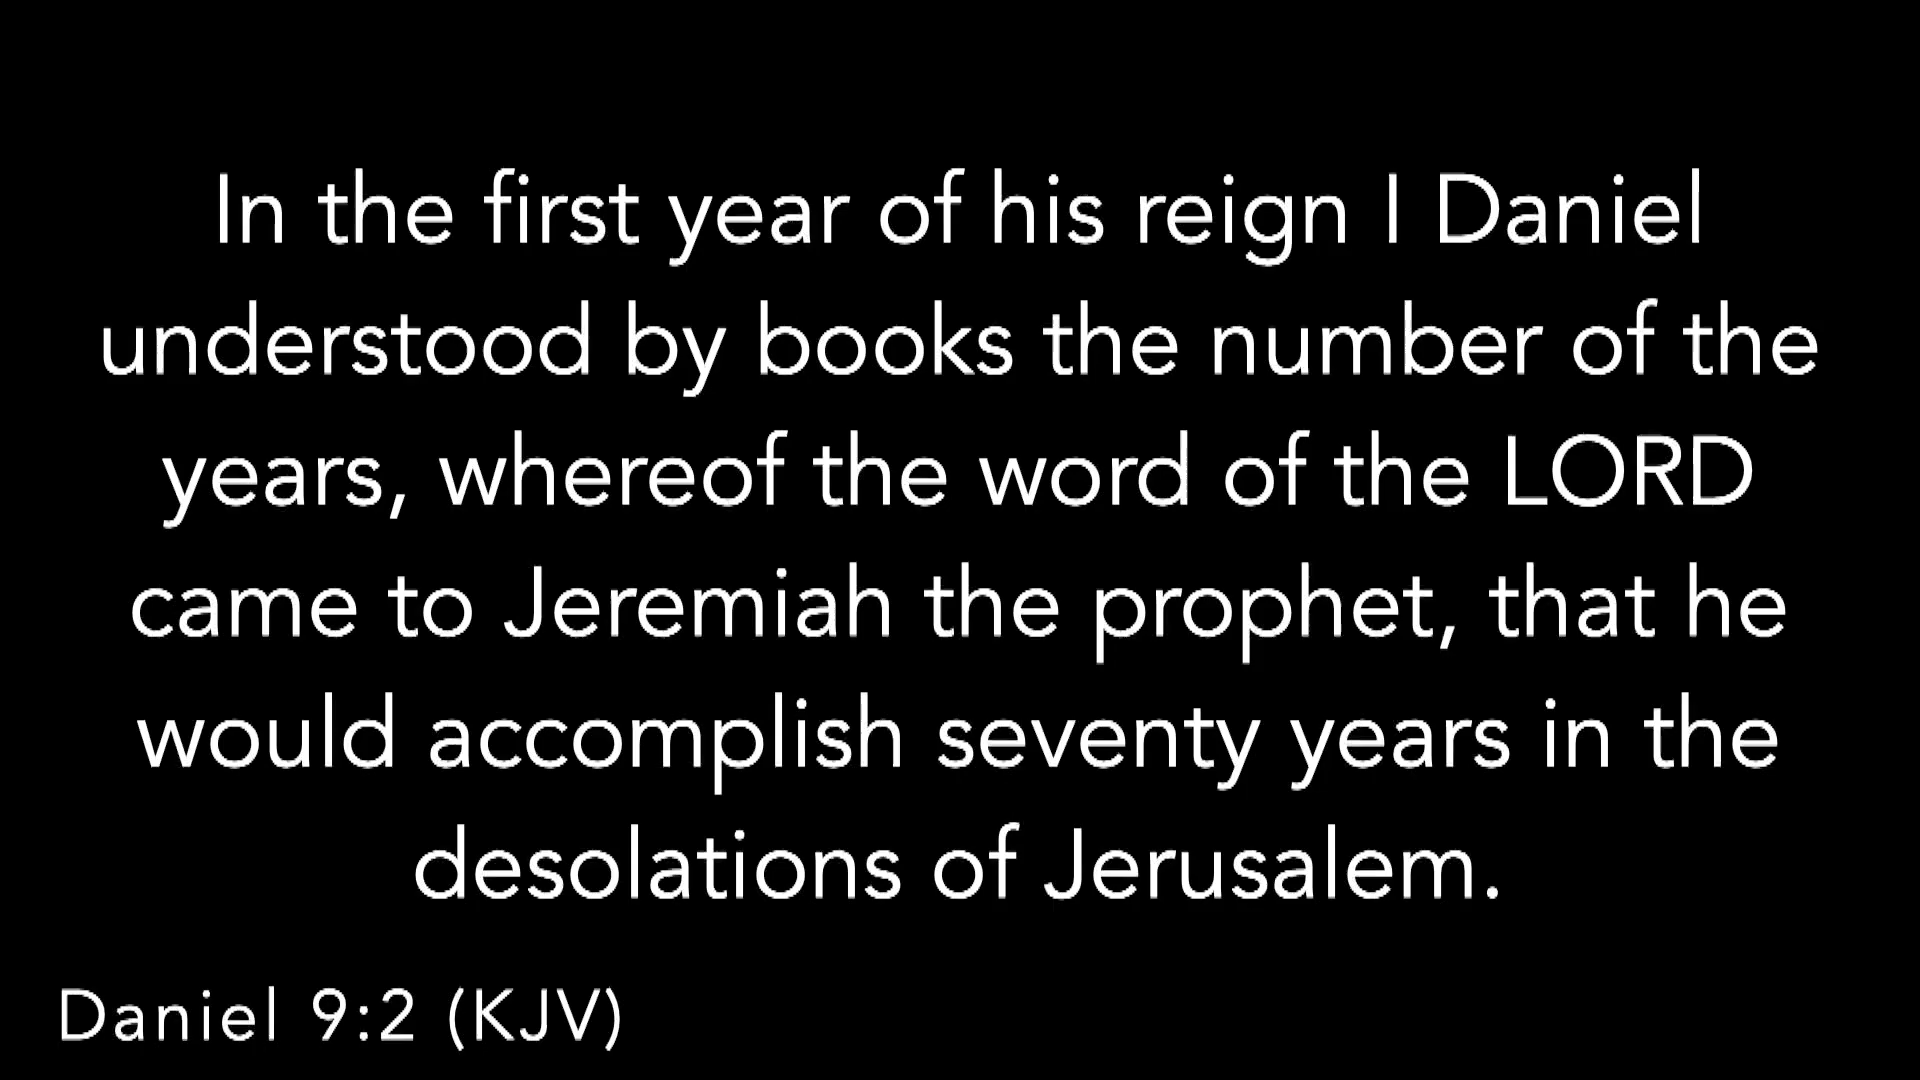 In the first year of his reign I Daniel
understood by books the number of the
years, whereof the word of the LORD
came to Jeremiah the prophet, that he
would accomplish seventy years in the
desolations of Jerusalem.
Daniel 9:2 (KJV)